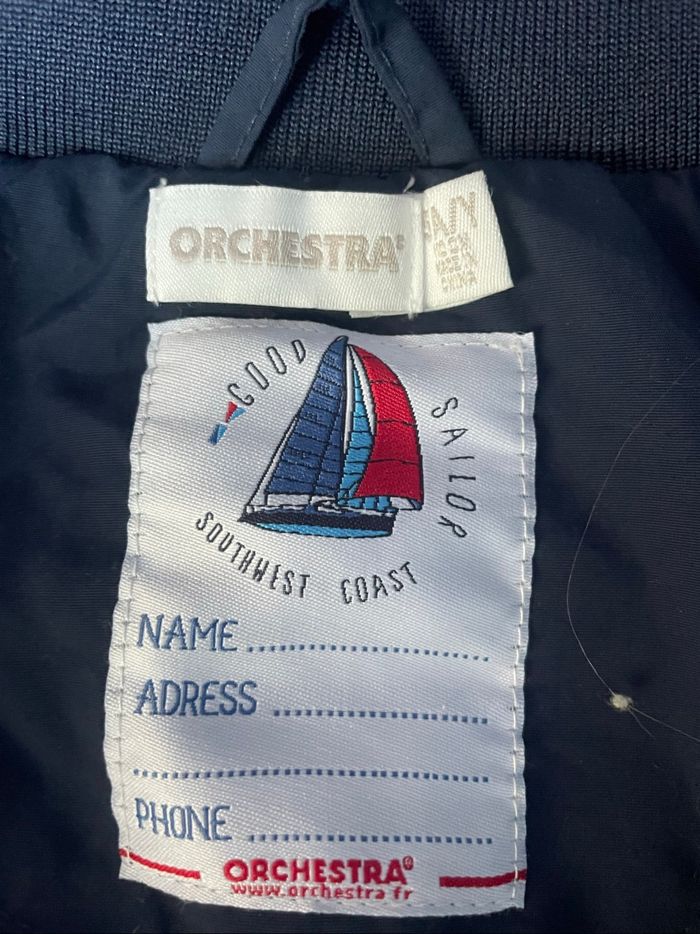 ORCHESTRA®
GOOD SAILOR
SOUTHWEST COAST
NAME
ADRESS
PHONE
ORCHESTRA®
www.orchestra.fr